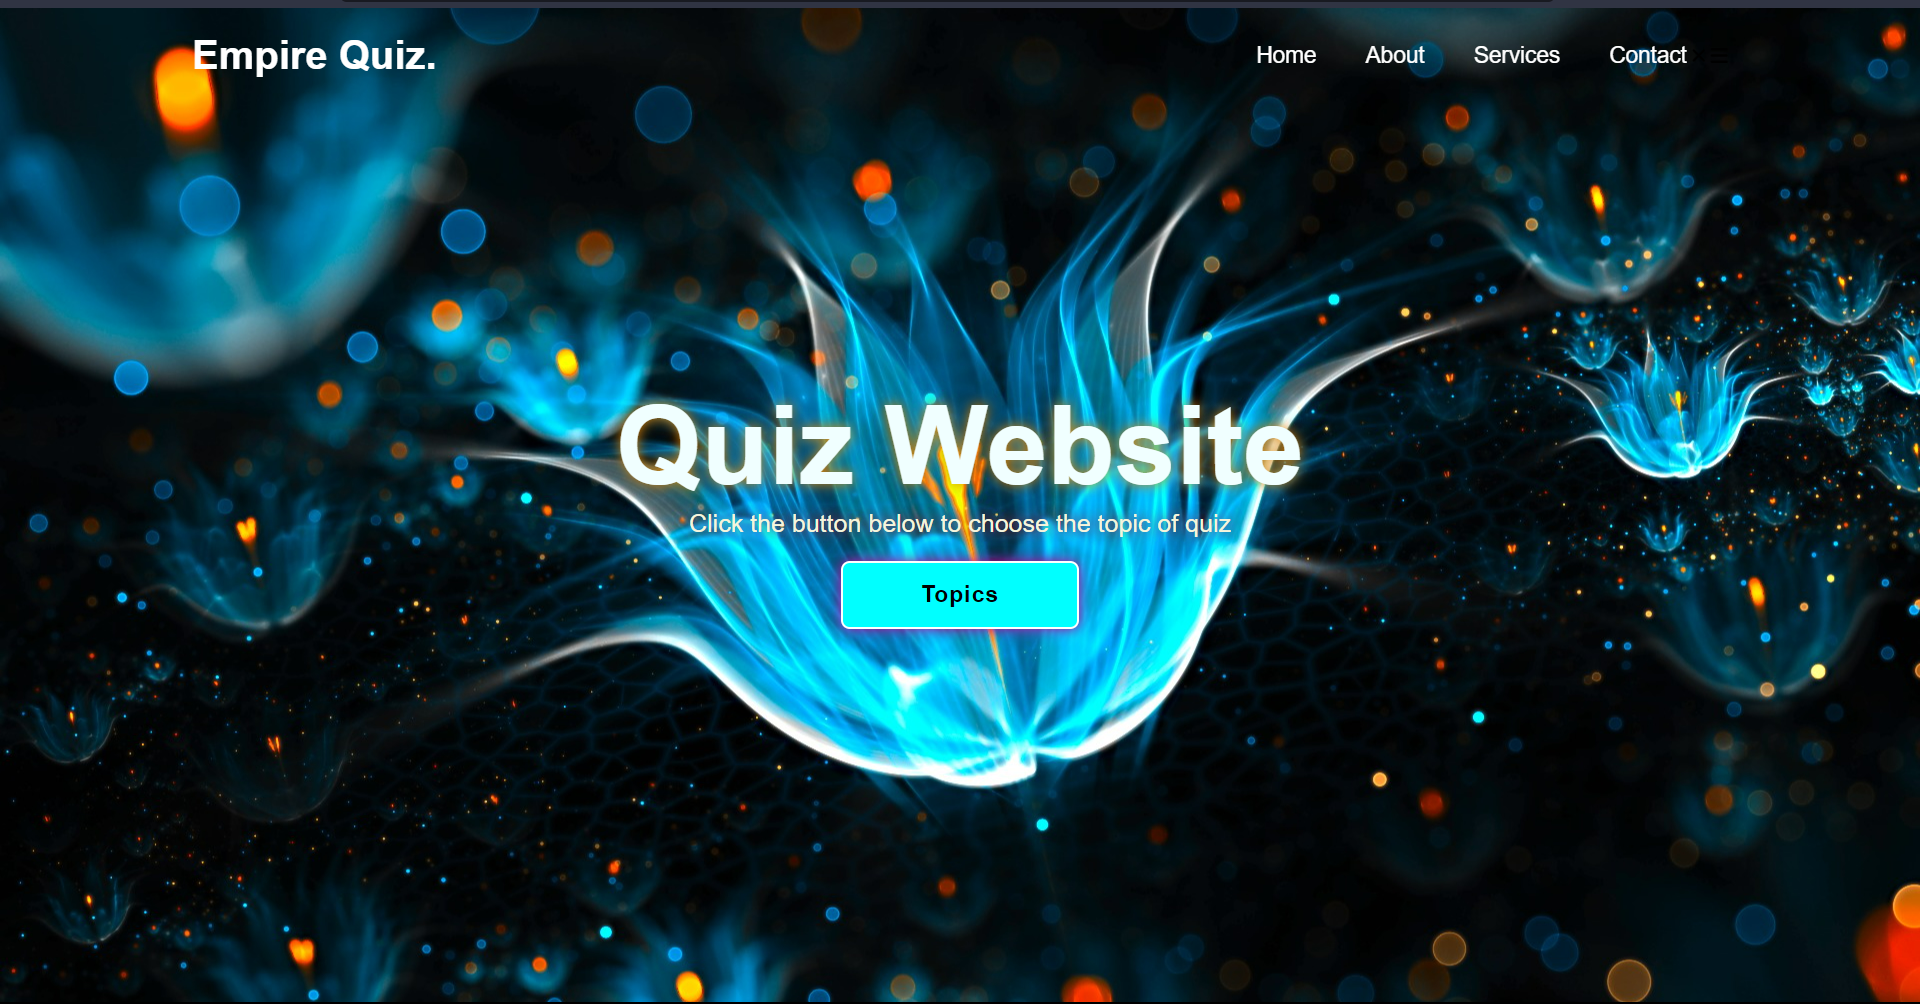 Empire Quiz.
Home About Services Contact
Quiz Website
Click the button below to choose the topic of quiz
Topics